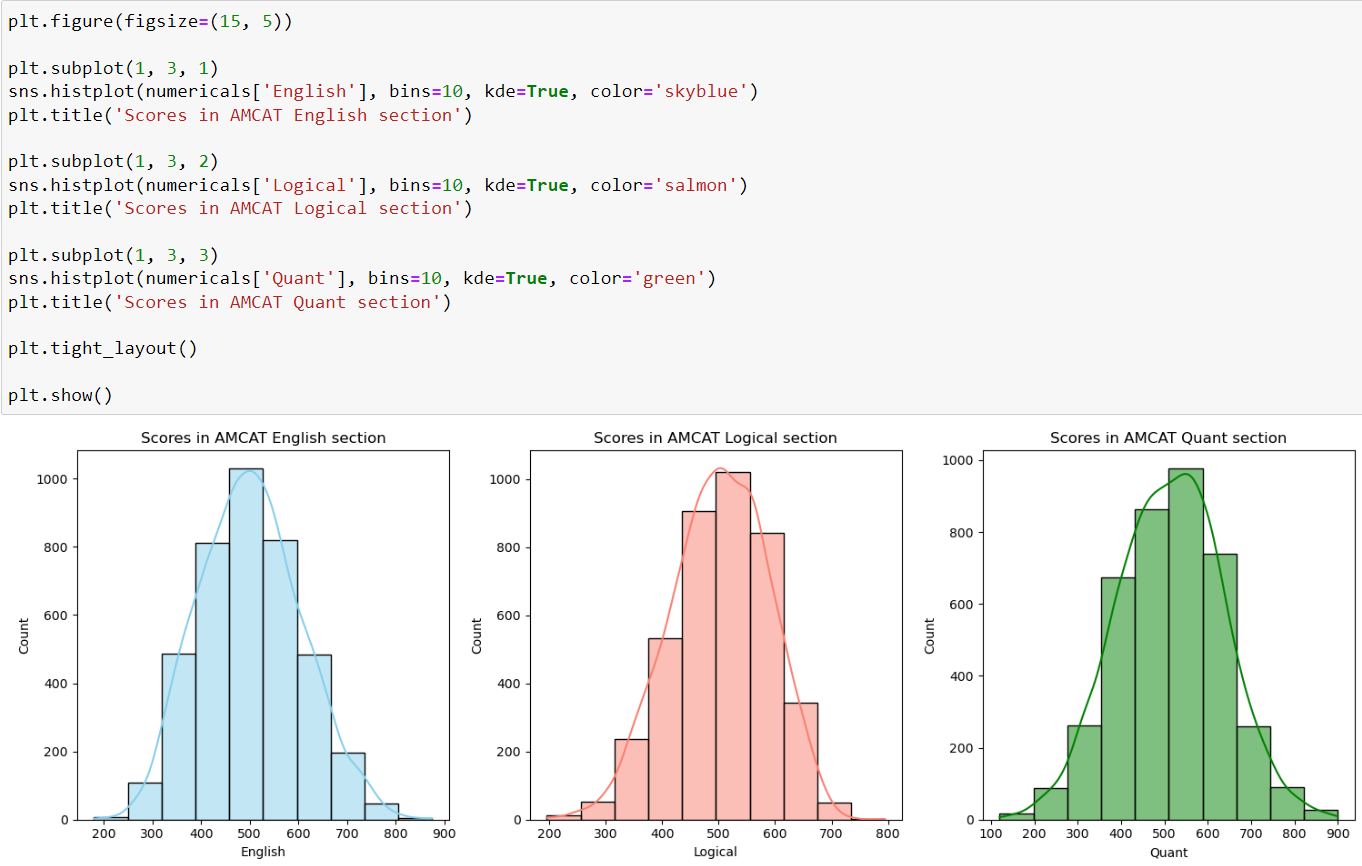 plt.figure(figsize=(15, 5))
plt.subplot(1, 3, 1)
sns.histplot(numericals['English'], bins=10, kde=True, color='skyblue')
plt.title('Scores in AMCAT English section')
plt.subplot(1, 3, 2)
sns.histplot(numericals['Logical'], bins=10, kde=True, color='salmon')
plt.title('Scores in AMCAT Logical section')
plt.subplot(1, 3, 3)
sns.histplot(numericals['Quant'], bins=10, kde=True, color='green')
plt.title('Scores in AMCAT Quant section')
plt.tight_layout()
plt.show()
Scores in AMCAT English section
1000
800
600
400
200
0
Count
200 300 400 500 600 700 800 900
English
Scores in AMCAT Logical section
1000
800
600
400
200
0
Count
200 300 400 500 600 700 800
Logical
Scores in AMCAT Quant section
1000
800
600
400
200
0
Count
100 200 300 400 500 600 700 800 900
Quant